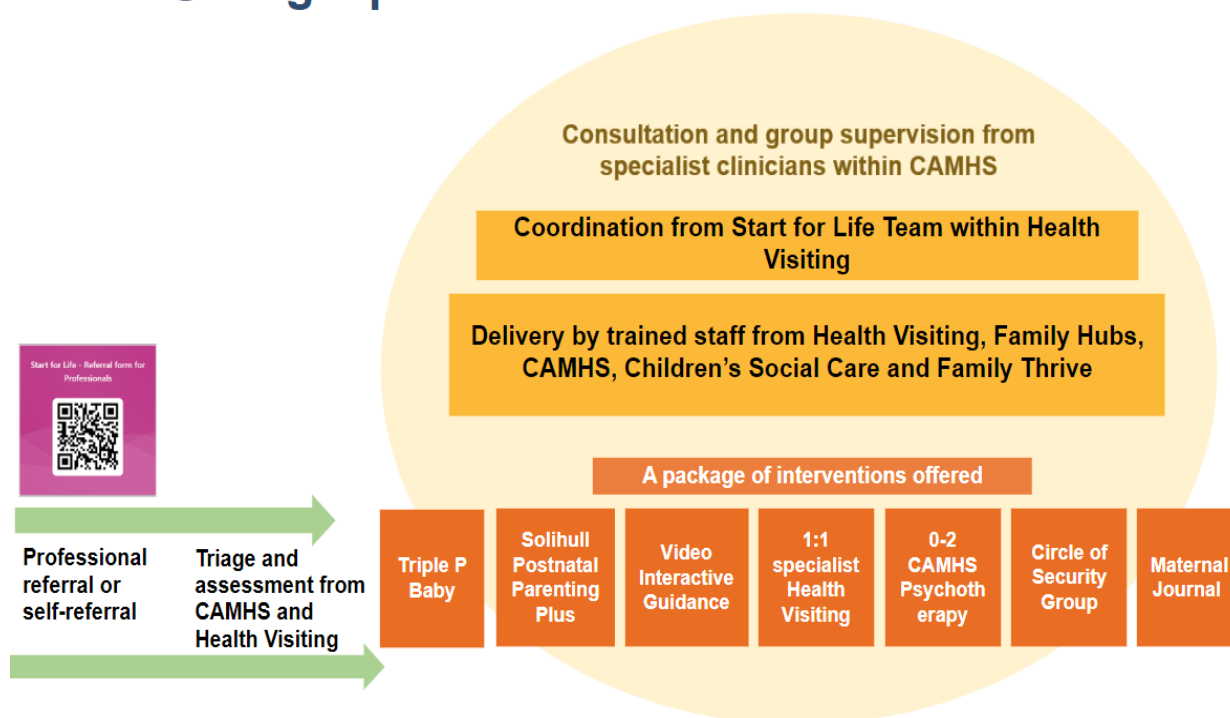 Consultation and group supervision from
specialist clinicians within CAMHS
Coordination from Start for Life Team within Health
Visiting
Delivery by trained staff from Health Visiting, Family Hubs,
CAMHS, Children's Social Care and Family Thrive
Start for Life - Referral form for
Professionals
A package of interventions offered
Professional
referral or
self-referral
Triage and
assessment from
CAMHS and
Health Visiting
Triple P
Baby
Solihull
Postnatal
Parenting
Plus
Video
Interactive
Guidance
1:1
specialist
Health
Visiting
0-2
CAMHS
Psychoth
erapy
Circle of
Security
Group
Maternal
Journal